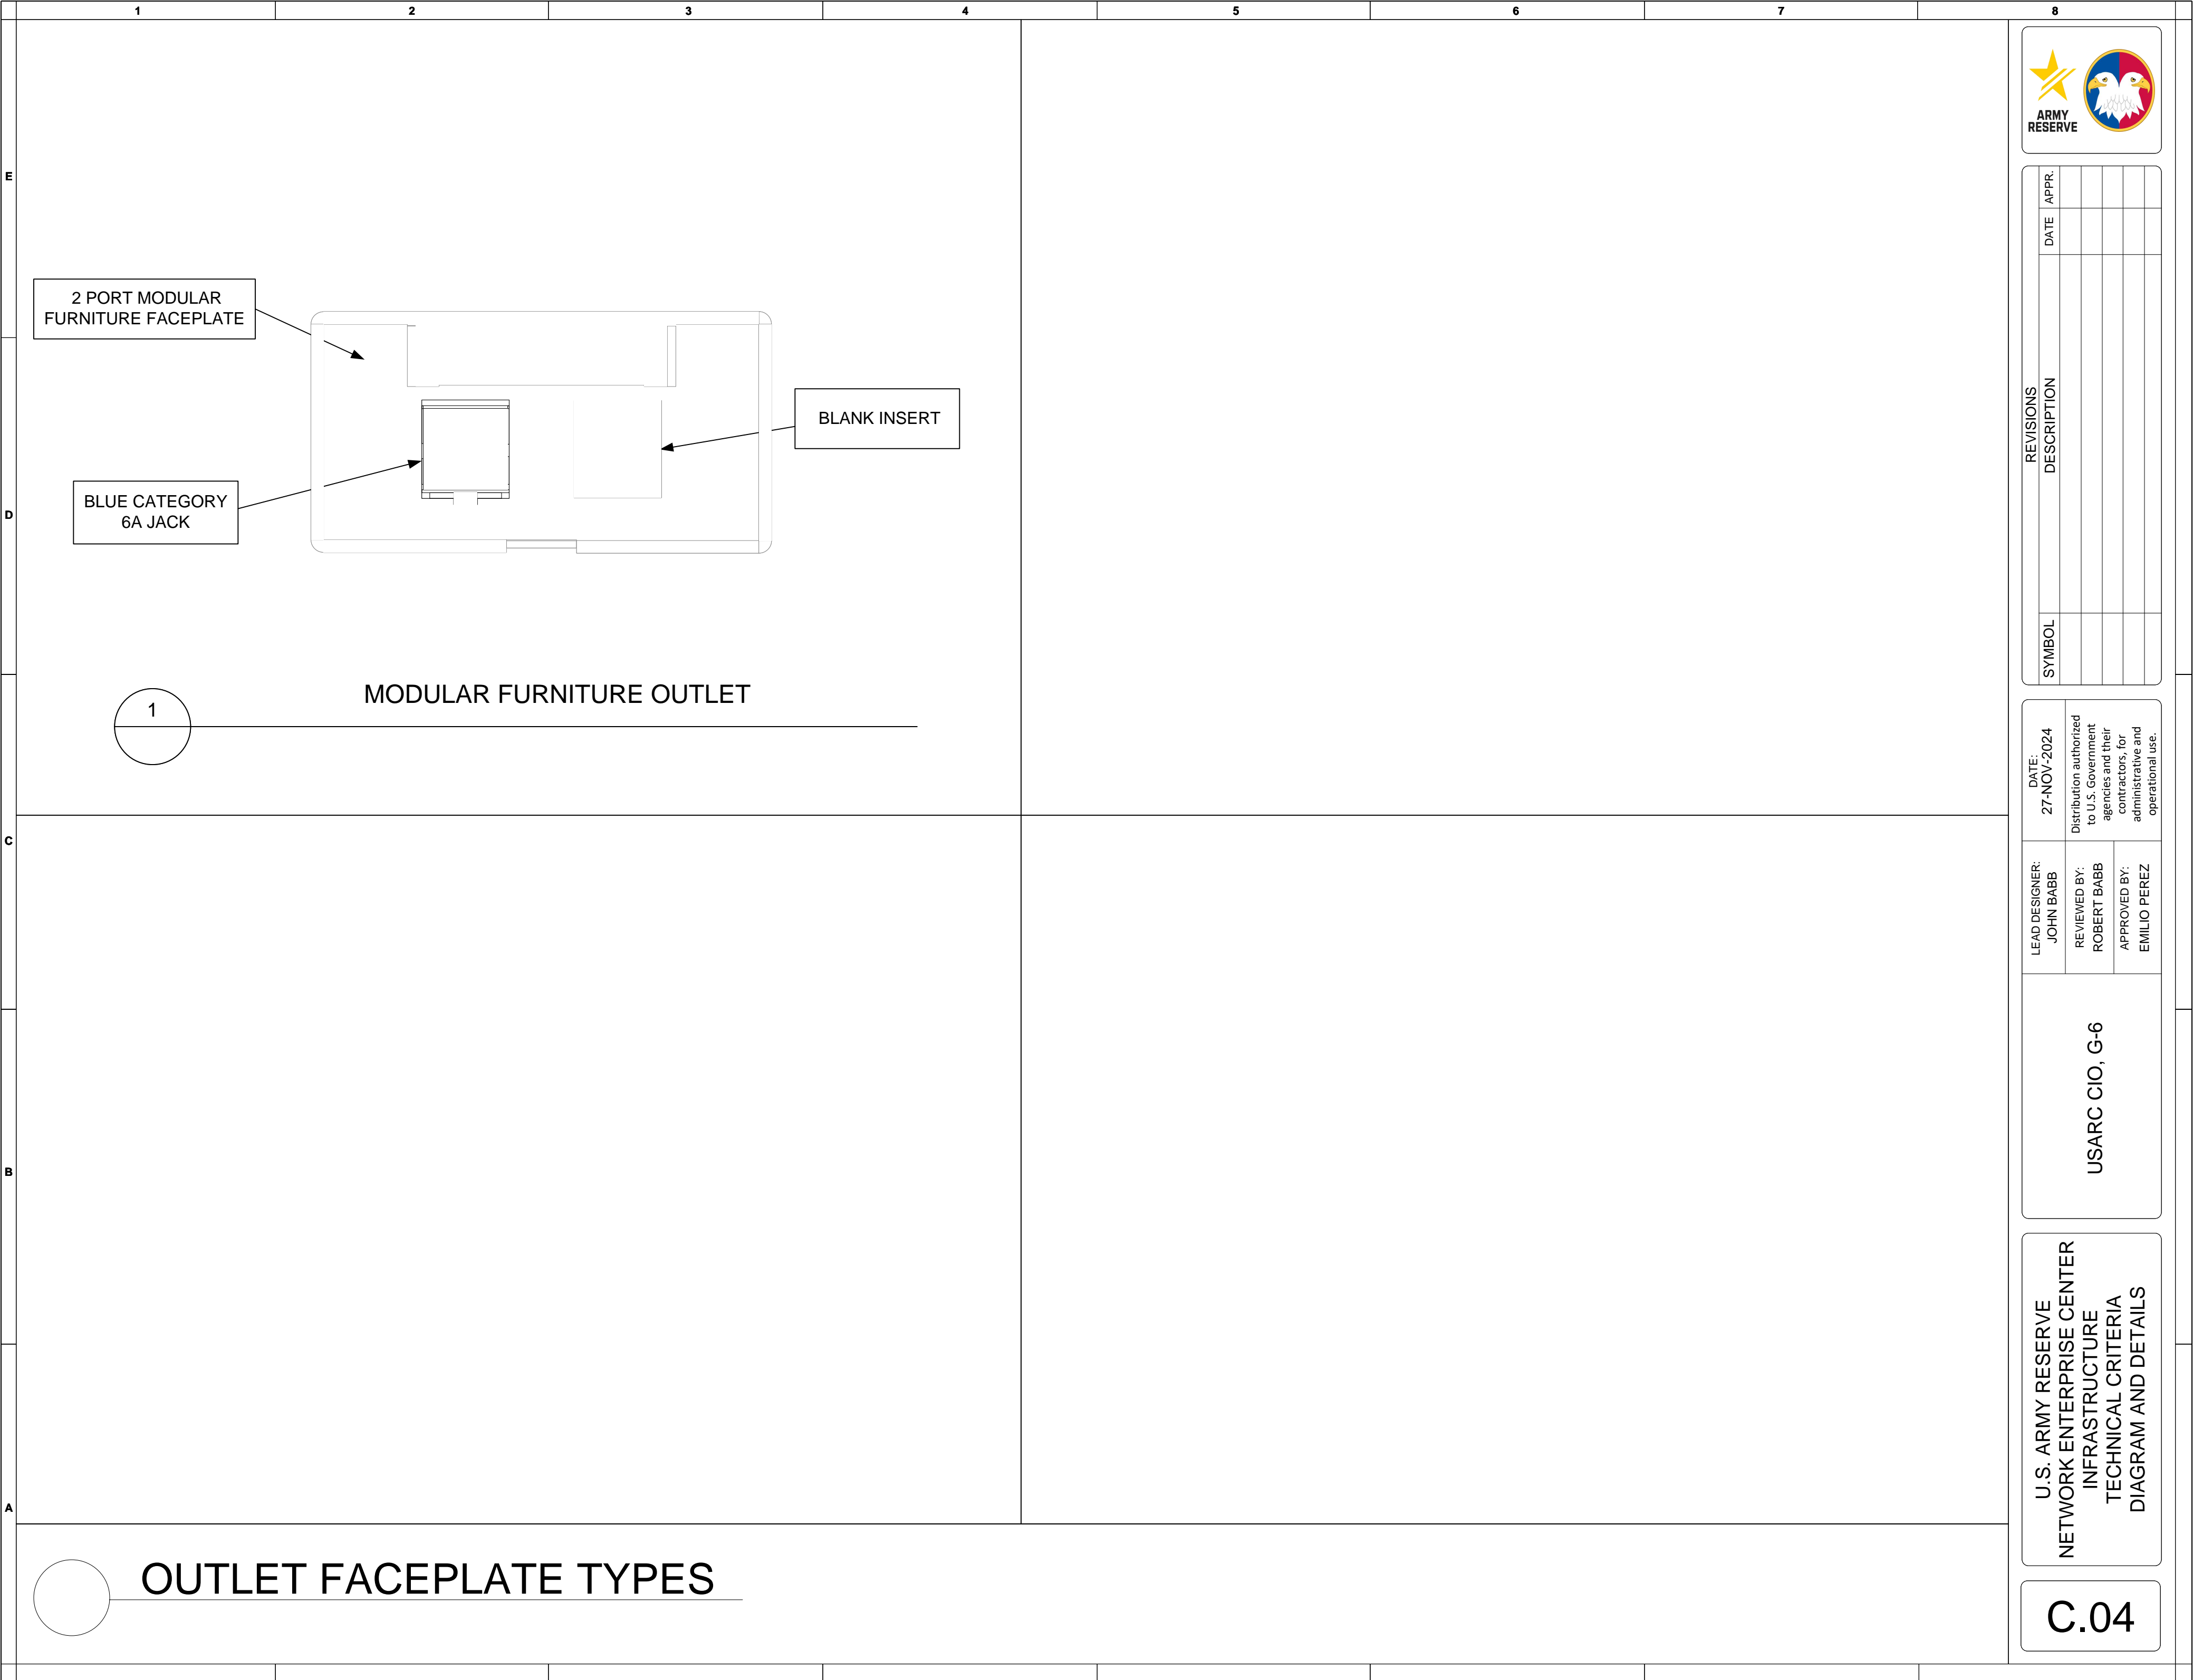 1
2
3
4
5
6
7
8
E
D
C
B
A
2 PORT MODULAR
FURNITURE FACEPLATE
BLANK INSERT
BLUE CATEGORY
6A JACK
1
MODULAR FURNITURE OUTLET
OUTLET FACEPLATE TYPES
ARMY
RESERVE
REVISIONS
SYMBOL
DESCRIPTION
DATE
APPR.
DATE:
27-NOV-2024
Distribution authorized
to U.S. Government
agencies and their
contractors, for
administrative and
operational use.
LEAD DESIGNER:
JOHN BABB
REVIEWED BY:
ROBERT BABB
APPROVED BY:
EMILIO PEREZ
USARC CIO, G-6
U.S. ARMY RESERVE
NETWORK ENTERPRISE CENTER
INFRASTRUCTURE
TECHNICAL CRITERIA
DIAGRAM AND DETAILS
C.04